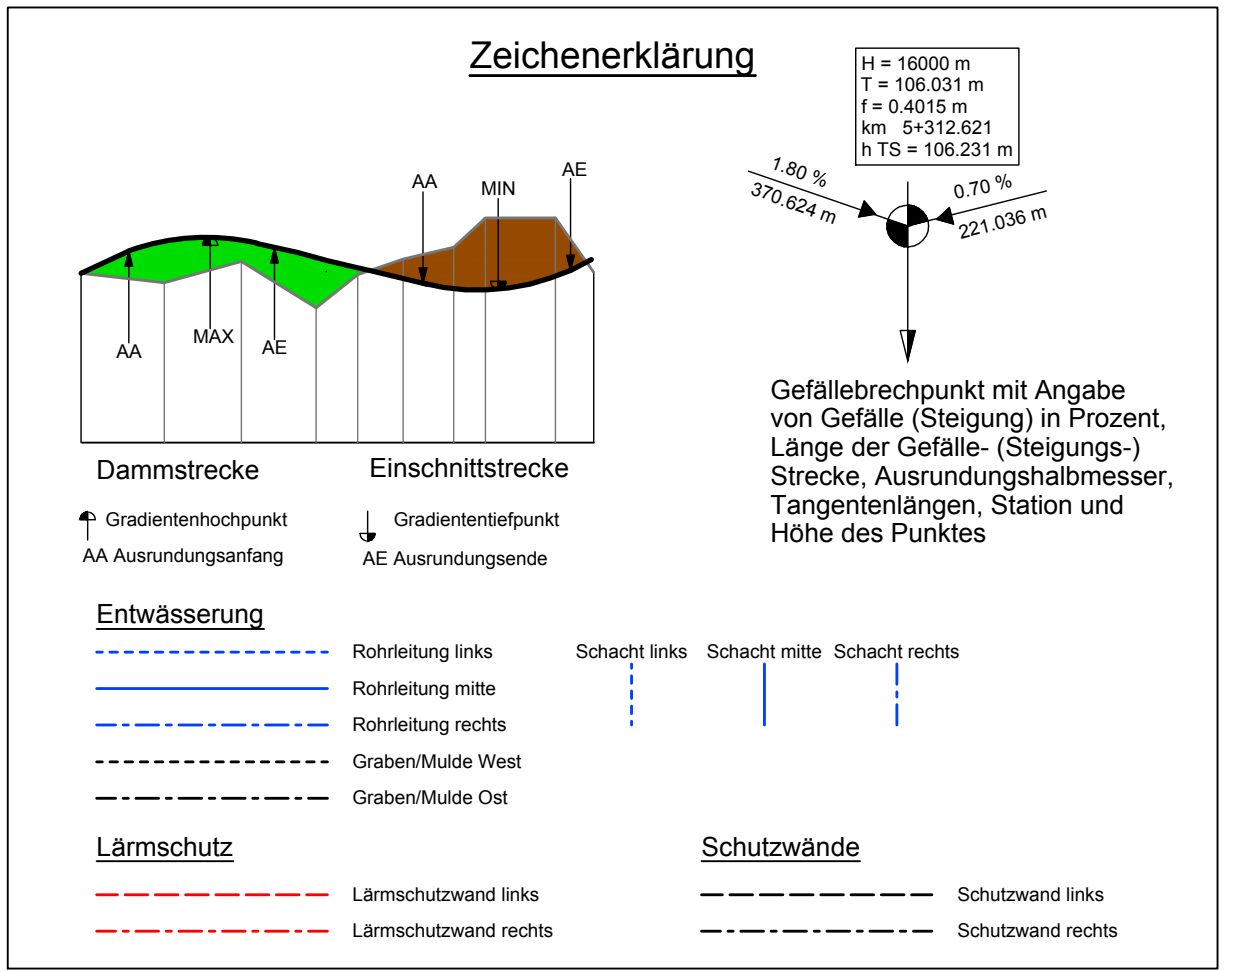 Zeichenerklärung
H = 16000 m
T = 106.031 m
f = 0.4015 m
km 5+312.621
h TS = 106.231 m
1.80 %
370.624 m
0.70 %
221.036 m
AA
MIN
AE
AA
MAX
AE
Dammstrecke
Einschnittstrecke
Gradientenhochpunkt
Gradiententiefpunkt
AA Ausrundungsanfang
AE Ausrundungsende
Gefällebrechpunkt mit Angabe
von Gefälle (Steigung) in Prozent,
Länge der Gefälle- (Steigungs-)
Strecke, Ausrundungshalbmesser,
Tangentenlängen, Station und
Höhe des Punktes
Entwässerung
Rohrleitung links
Rohrleitung mitte
Rohrleitung rechts
Graben/Mulde West
Graben/Mulde Ost
Schacht links
Schacht mitte
Schacht rechts
Lärmschutz
Lärmschutzwand links
Lärmschutzwand rechts
Schutzwände
Schutzwand links
Schutzwand rechts